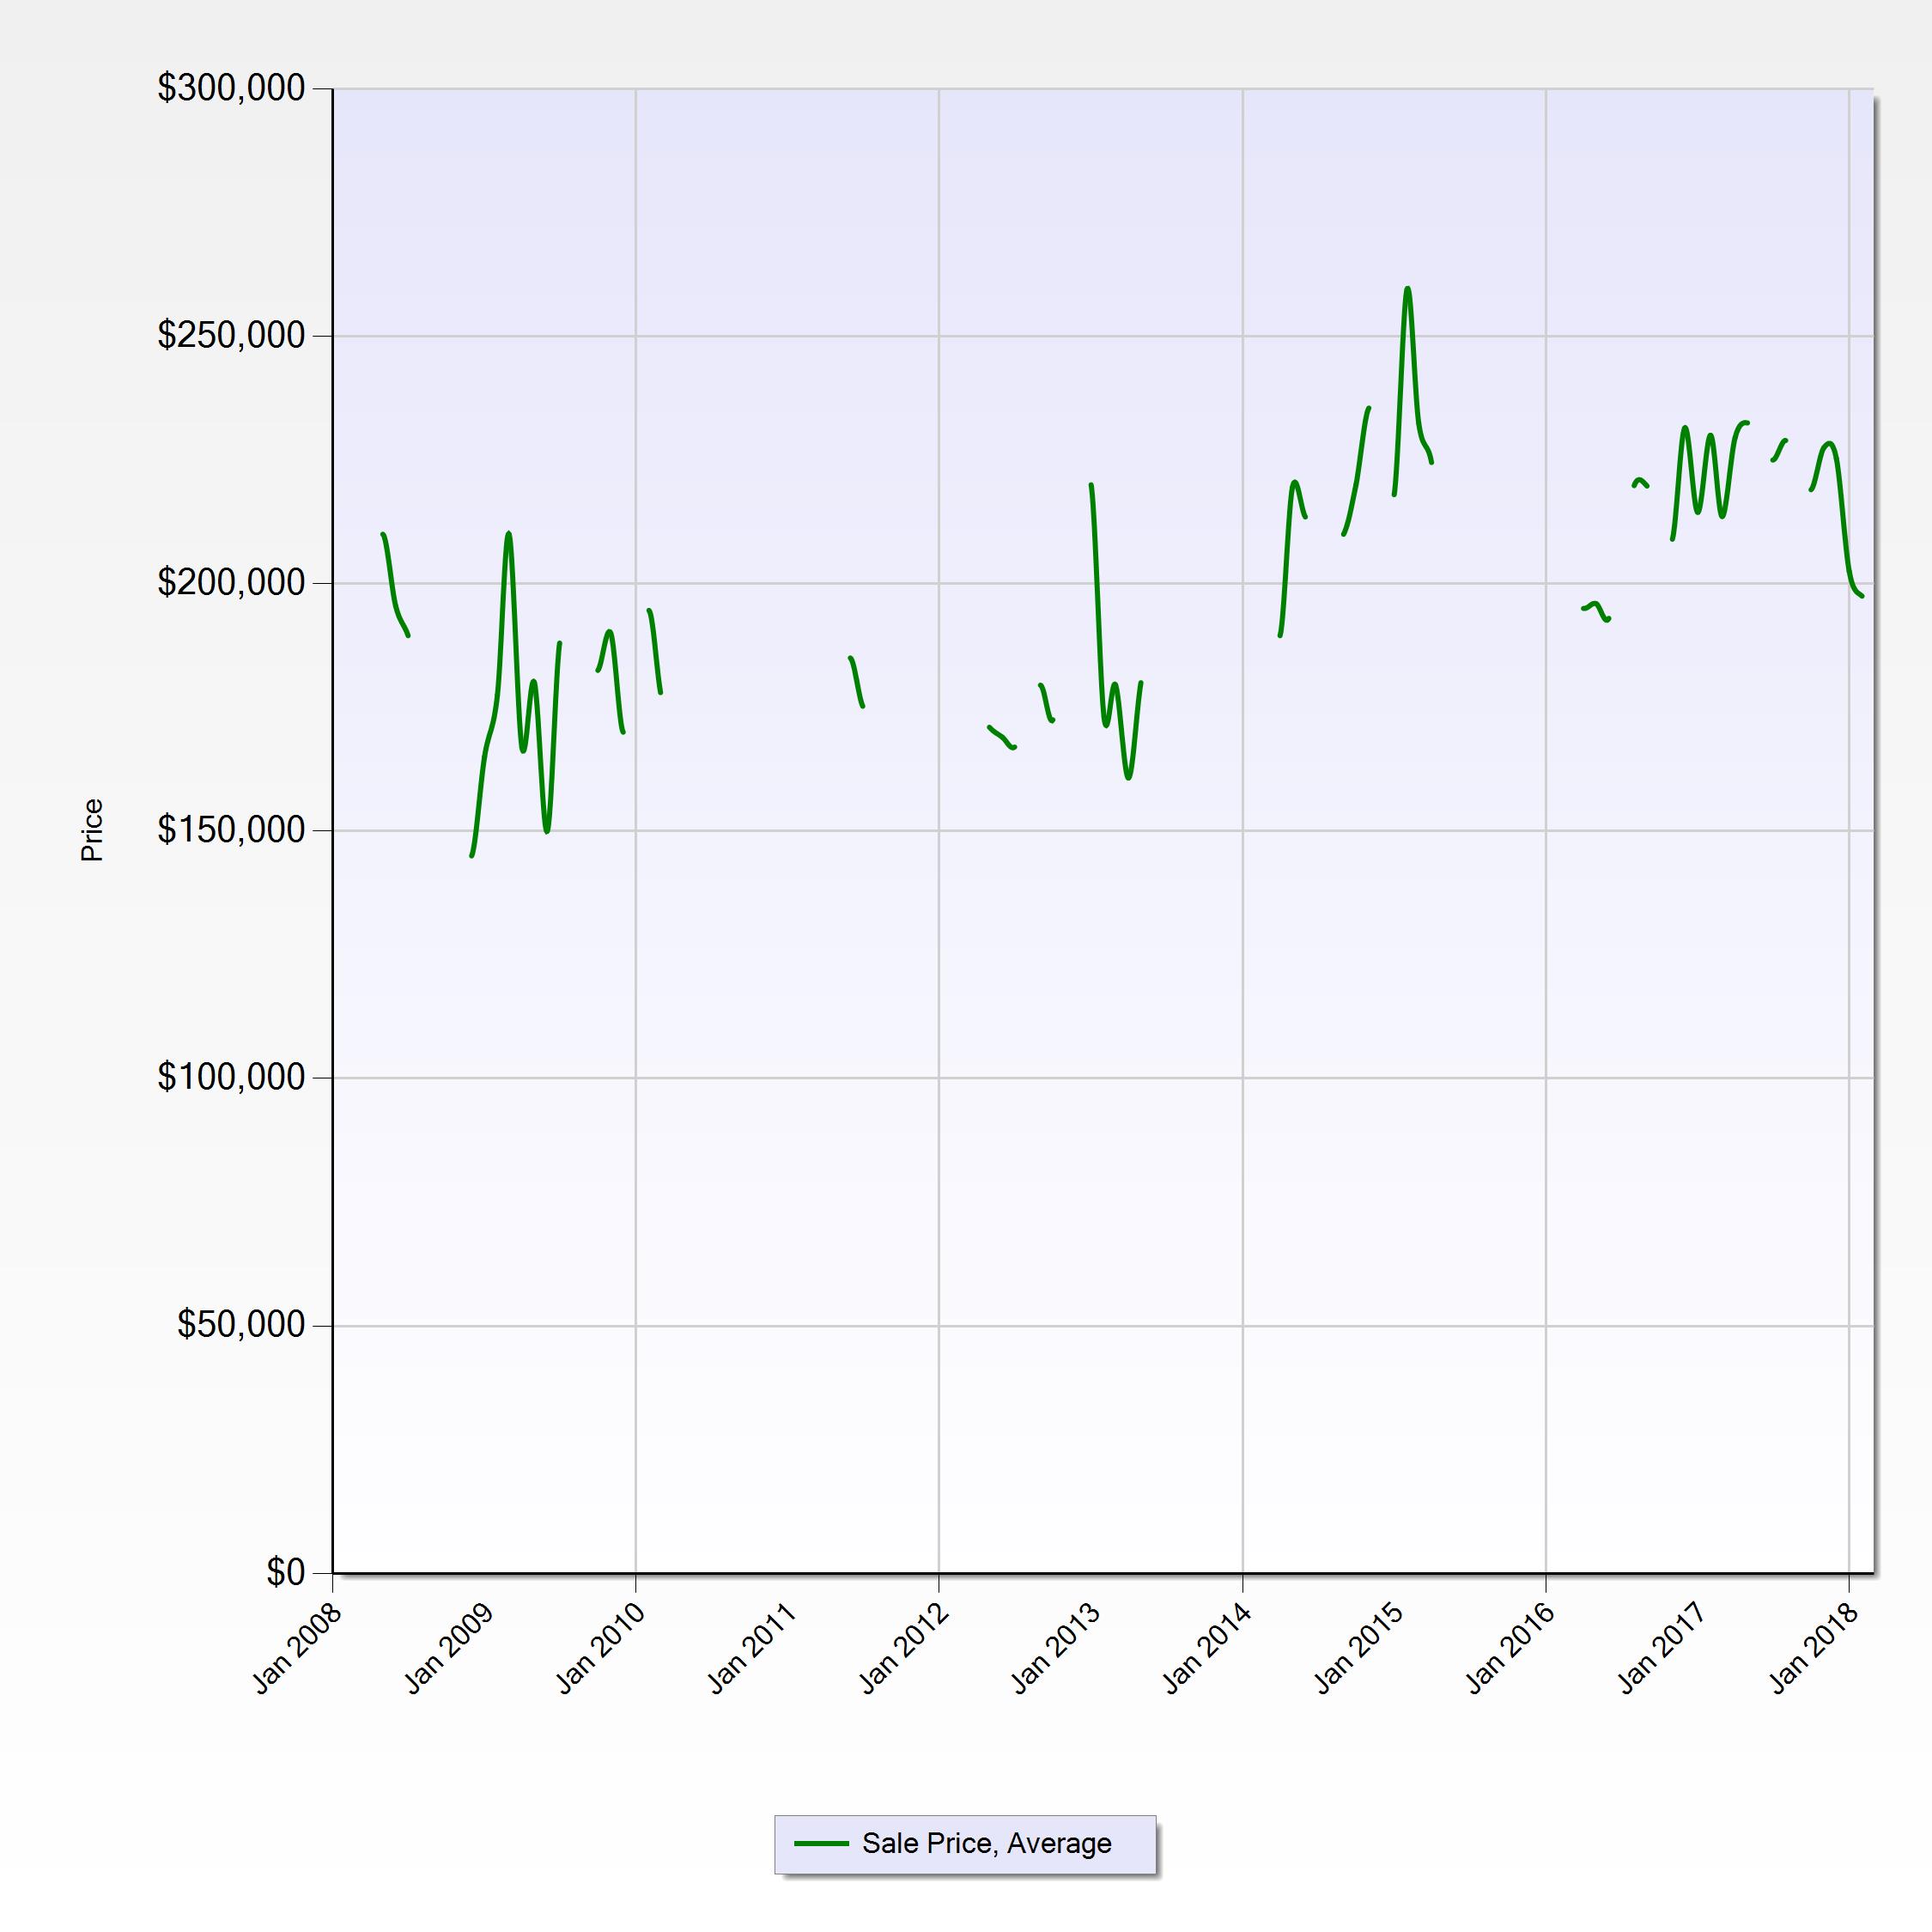 $300,000
$250,000
$200,000
$150,000
$100,000
$50,000
$0
Price
Jan 2008
Jan 2009
Jan 2010
Jan 2011
Jan 2012
Jan 2013
Jan 2014
Jan 2015
Jan 2016
Jan 2017
Jan 2018
Sale Price, Average